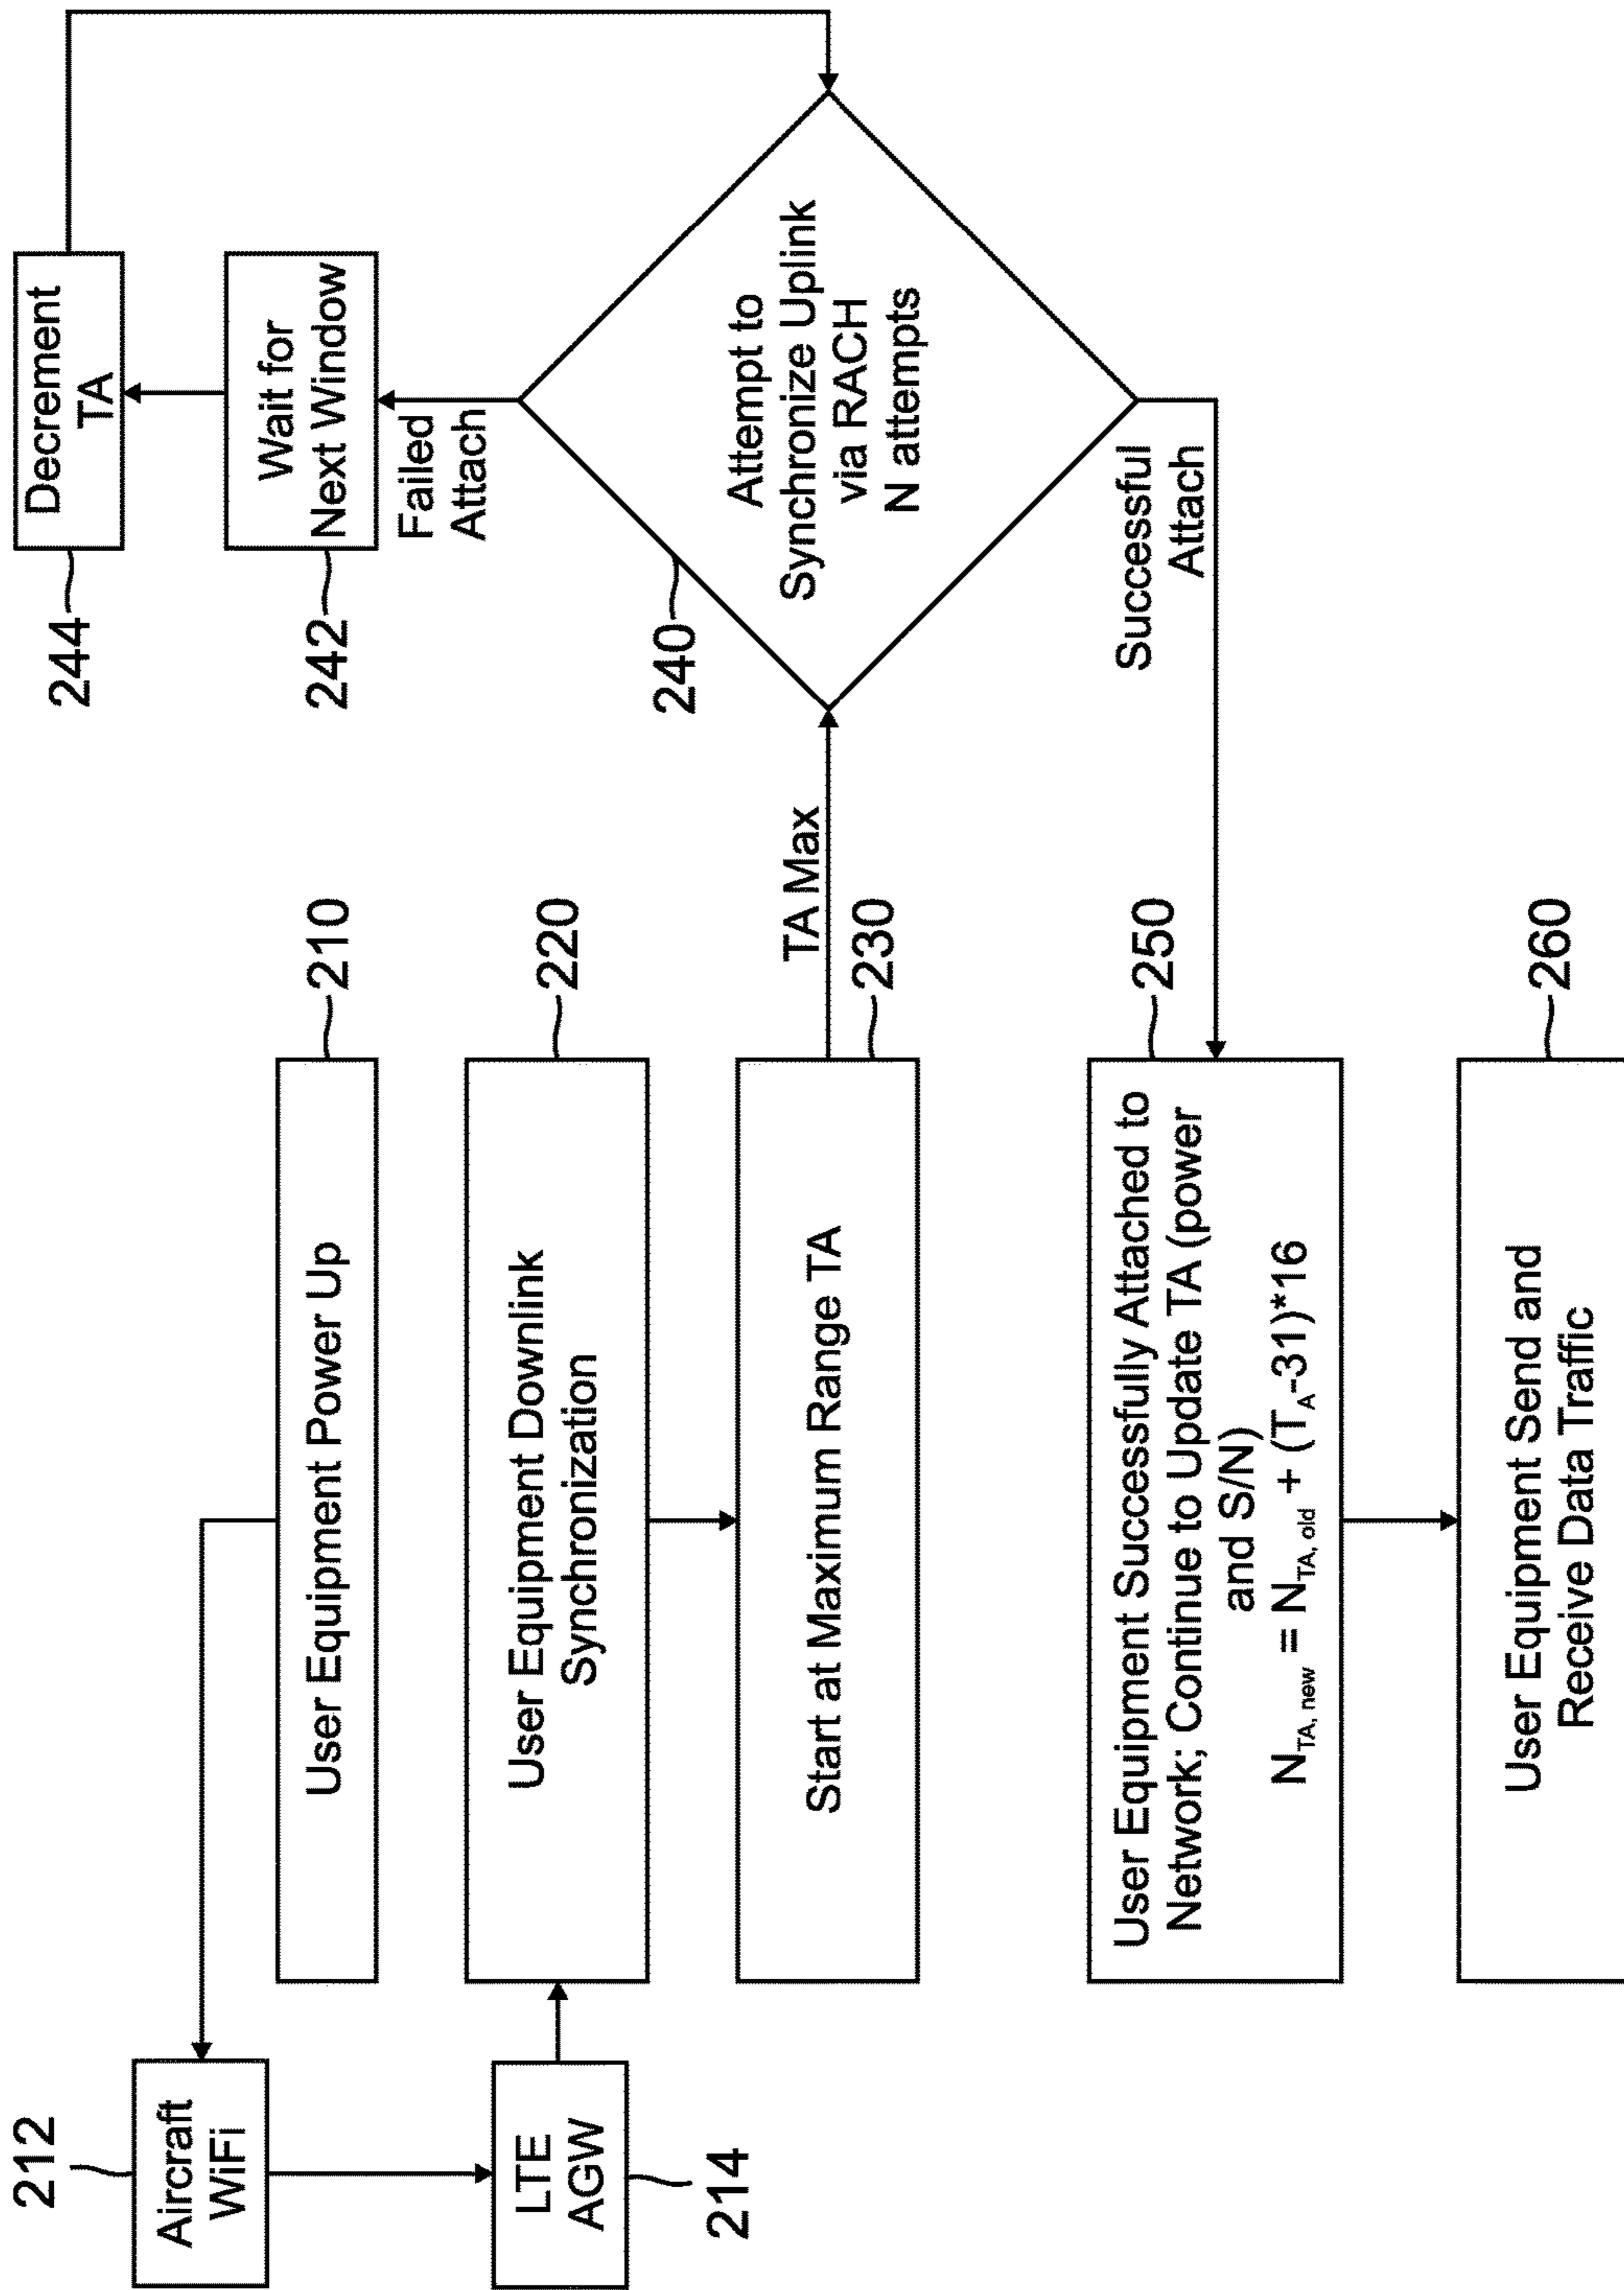 212
Aircraft
WiFi
LTE
AGW
214
User Equipment Power Up
210
User Equipment Downlink
Synchronization
220
Start at Maximum Range TA
230
TA Max
Attempt to
Synchronize Uplink
via RACH
N attempts
240
Failed
Attach
Wait for
Next Window
242
Decrement
TA
244
Successful
Attach
User Equipment Successfully Attached to
Network; Continue to Update TA (power
and S/N)
N_TA, new = N_TA, old + (T_A-31)*16
250
User Equipment Send and
Receive Data Traffic
260